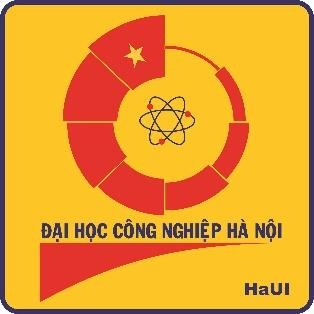 ĐẠI HỌC CÔNG NGHIỆP HÀ NỘI
HaUI